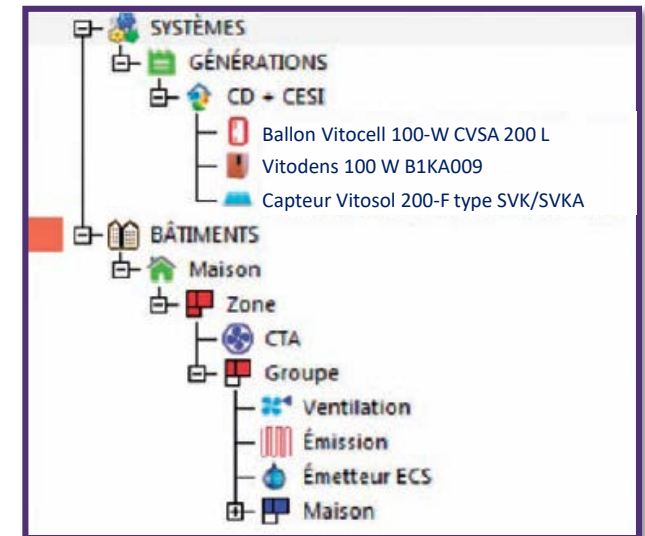 SYSTÈMES
GÉNÉRATIONS
CD + CESI
Ballon Vitocell 100-W CVSA 200 L
Vitodens 100 W B1KA009
Capteur Vitosol 200-F type SVK/SVKA
BÂTIMENTS
Maison
Zone
CTA
Groupe
Ventilation
Émission
Émetteur ECS
Maison